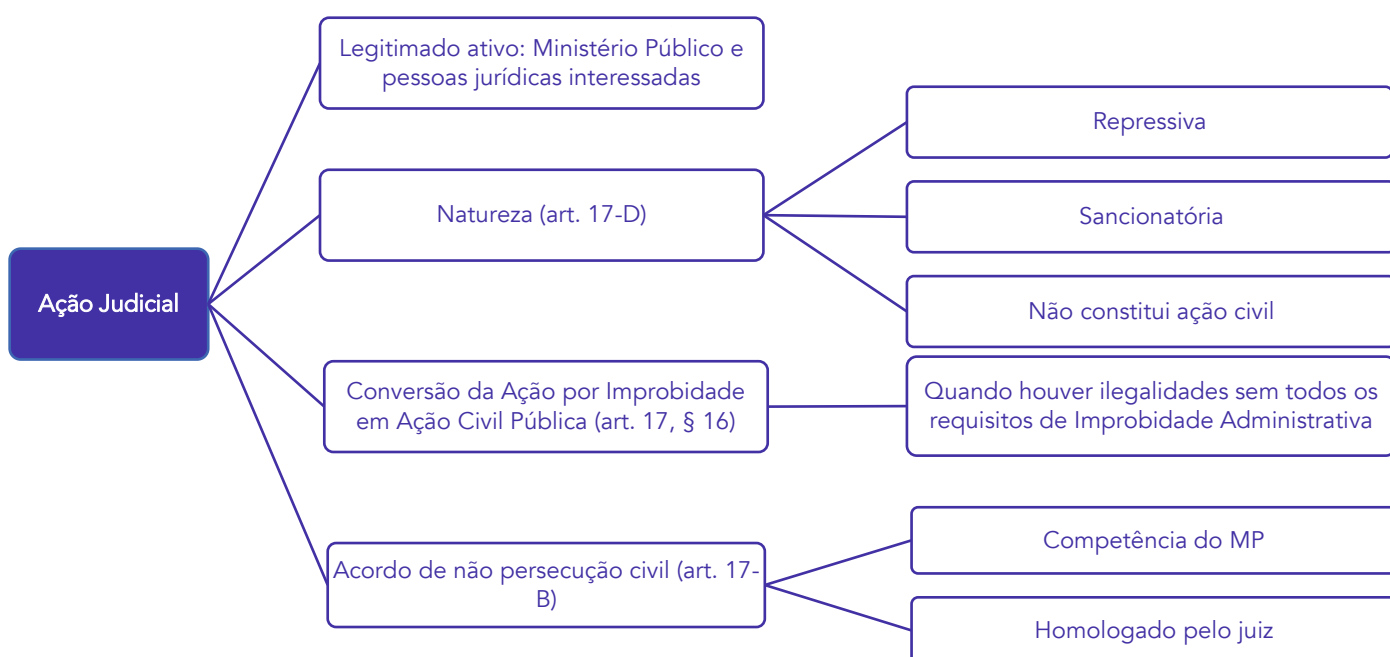 Ação Judicial
Legitimado ativo: Ministério Público e
pessoas jurídicas interessadas
Natureza (art. 17-D)
Repressiva
Sancionatória
Não constitui ação civil
Conversão da Ação por Improbidade
em Ação Civil Pública (art. 17, § 16)
Quando houver ilegalidades sem todos os
requisitos de Improbidade Administrativa
Acordo de não persecução civil (art. 17-
B)
Competência do MP
Homologado pelo juiz